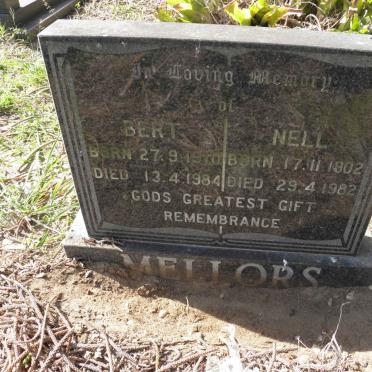 In Loving Memory
of
BERT NELL
BORN 27.9.1910 BORN 17.11.1802
DIED 13.4.1984 DIED 29.4.1982
GODS GREATEST GIFT
REMEMBRANCE
MELLORS